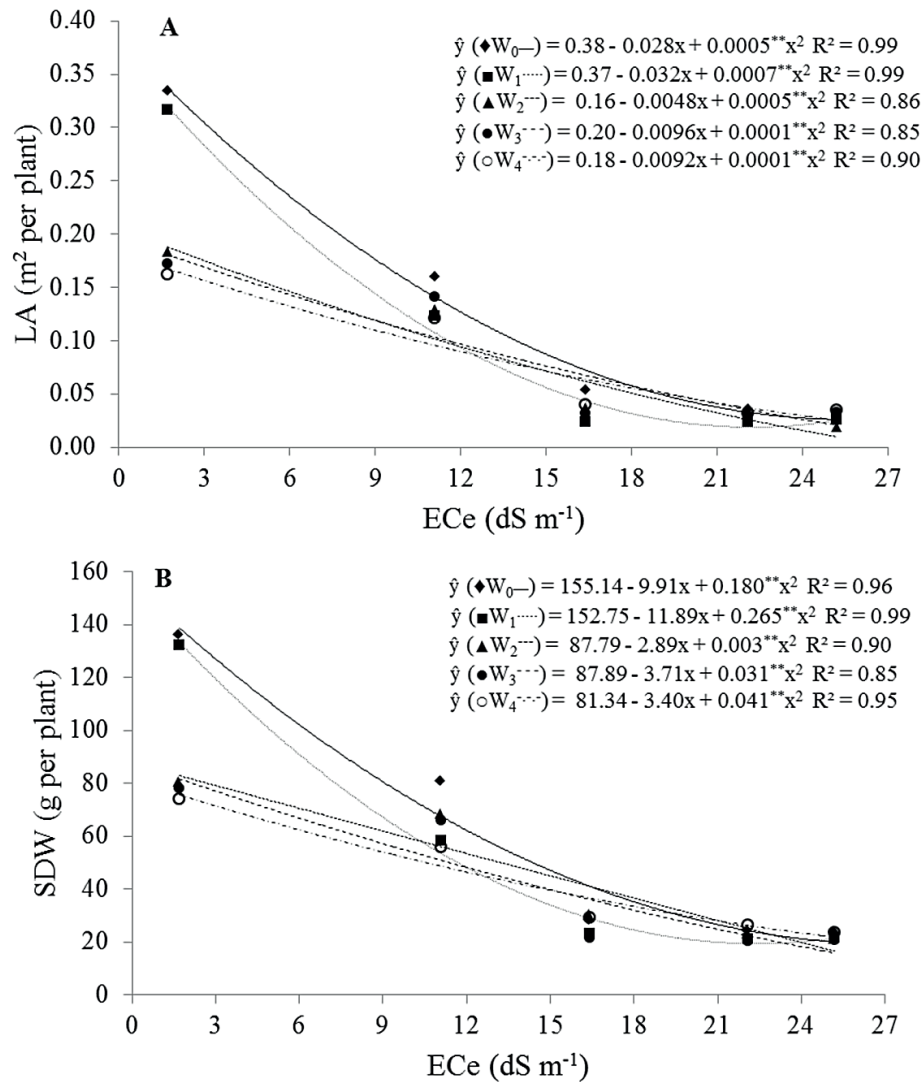 A
ŷ (♦W₀—) = 0.38 - 0.028x + 0.0005**x² R² = 0.99
ŷ (■W₁·····) = 0.37 - 0.032x + 0.0007**x² R² = 0.99
ŷ (▲W₂---) = 0.16 - 0.0048x + 0.0005**x² R² = 0.86
ŷ (●W₃---) = 0.20 - 0.0096x + 0.0001**x² R² = 0.85
ŷ (○W₄-·-·-) = 0.18 - 0.0092x + 0.0001**x² R² = 0.90
LA (m² per plant)
0.40
0.35
0.30
0.25
0.20
0.15
0.10
0.05
0.00
0 3 6 9 12 15 18 21 24 27
ECe (dS m⁻¹)
B
ŷ (♦W₀—) = 155.14 - 9.91x + 0.180**x² R² = 0.96
ŷ (■W₁·····) = 152.75 - 11.89x + 0.265**x² R² = 0.99
ŷ (▲W₂---) = 87.79 - 2.89x + 0.003**x² R² = 0.90
ŷ (●W₃---) = 87.89 - 3.71x + 0.031**x² R² = 0.85
ŷ (○W₄-·-·-) = 81.34 - 3.40x + 0.041**x² R² = 0.95
SDW (g per plant)
160
140
120
100
80
60
40
20
0
0 3 6 9 12 15 18 21 24 27
ECe (dS m⁻¹)